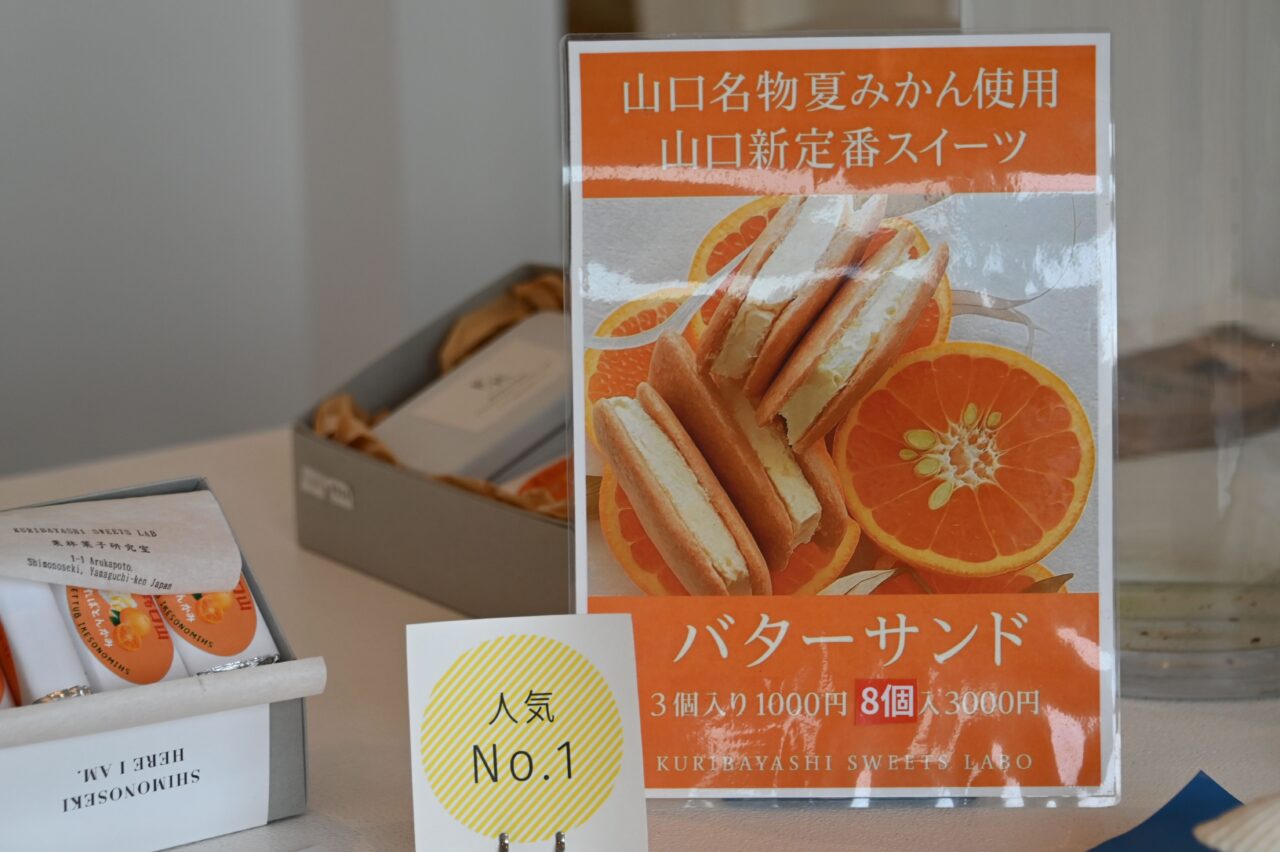 山口名物夏みかん使用
山口新定番スイーツ
バターサンド
3個入り1000円 8個入3000円
KURIBAYASHI SWEETS LABO
人気
No.1
KURIBAYASHI SWEETS LAB
栗林菓子研究室
1-1 Arukapoto.
Shimonoseki, Yamaguchi-ken Japan
SHIMONOSEKI
HERE I AM.